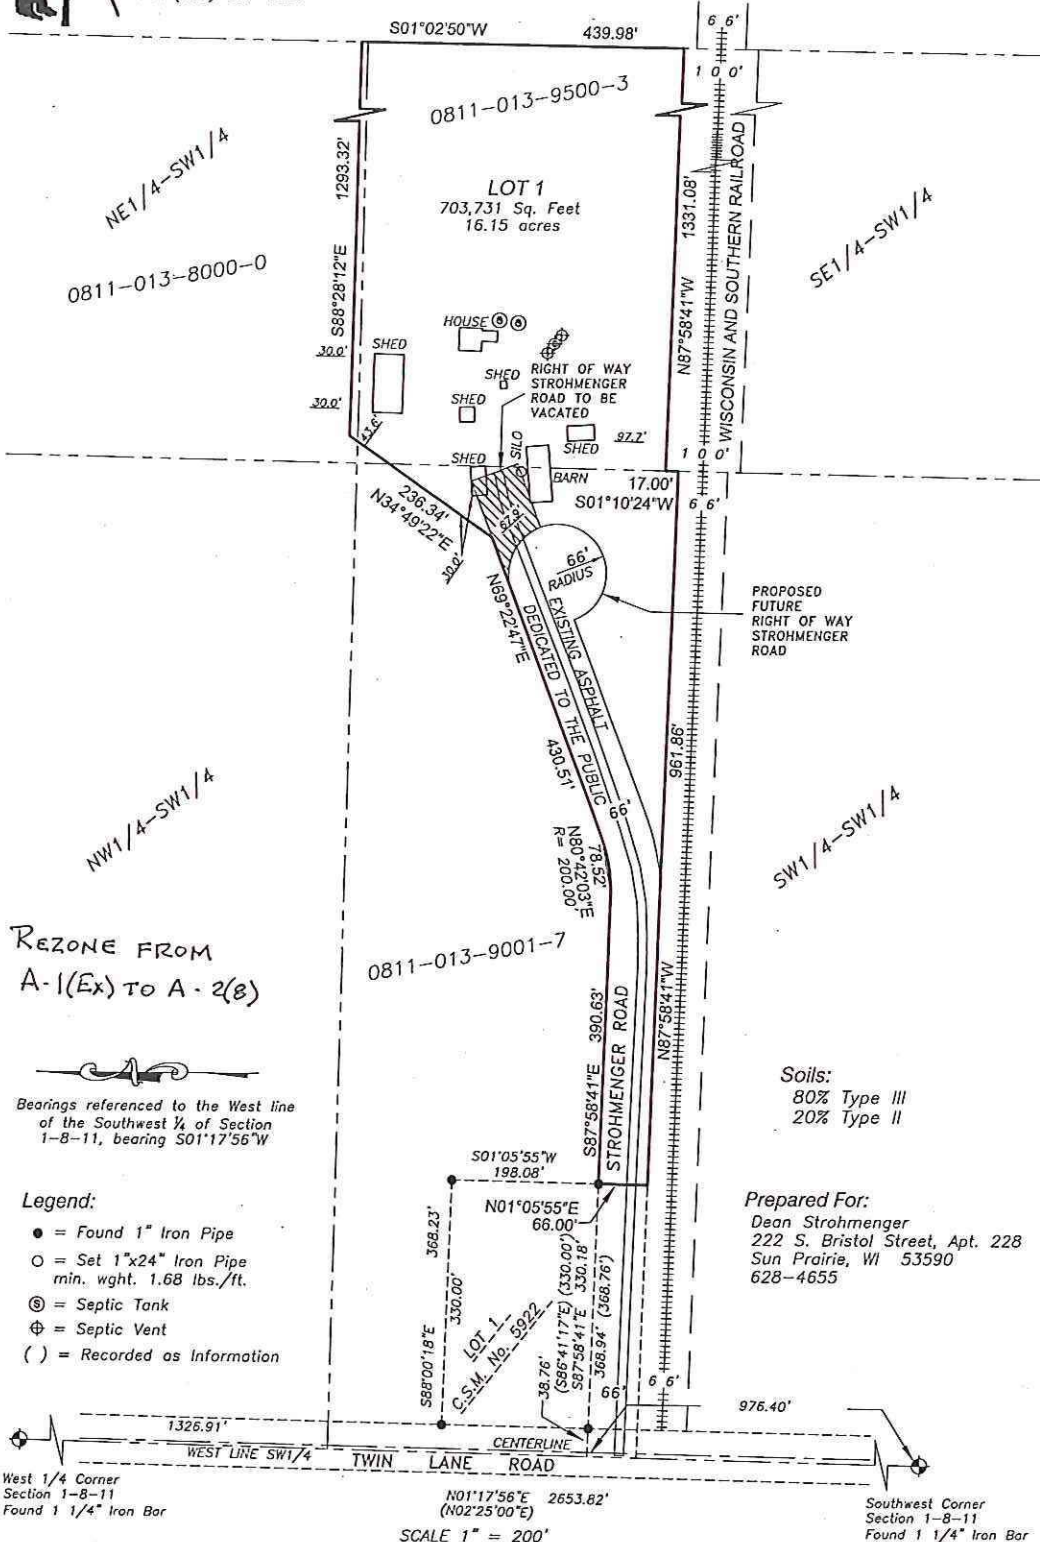 S01°02'50"W
439.98'
6 6'
1 0 0'
0811-013-9500-3
NE1/4-SW1/4
1293.32'
LOT 1
703,731 Sq. Feet
16.15 acres
1331.08'
WISCONSIN AND SOUTHERN RAILROAD
SE1/4-SW1/4
0811-013-8000-0
S88°28'12"E
N87°58'41"W
HOUSE
SHED
30.0'
RIGHT OF WAY
STROHMENGER
ROAD TO BE
VACATED
SHED
SHED
30.0'
43.6'
SHED
97.7'
SILO
SHED
BARN
1 0 0'
17.00'
S01°10'24"W
6 6'
236.34'
N34°49'22"E
67.9'
30.0'
66'
RADIUS
PROPOSED
FUTURE
RIGHT OF WAY
STROHMENGER
ROAD
N69°22'47"E
EXISTING ASPHALT
DEDICATED TO THE PUBLIC
430.51'
961.86'
66'
NW1/4-SW1/4
SW1/4-SW1/4
78.52'
N80°42'03"E
R= 200.00'
REZONE FROM
A-1(Ex) TO A-2(8)
0811-013-9001-7
390.63'
S87°58'41"E
STROHMENGER ROAD
N87°58'41"W
Bearings referenced to the West line
of the Southwest ¼ of Section
1-8-11, bearing S01°17'56"W
Soils:
80% Type III
20% Type II
S01°05'55"W
198.08'
N01°05'55"E
66.00'
Legend:
● = Found 1" Iron Pipe
○ = Set 1"x24" Iron Pipe
min. wght. 1.68 lbs./ft.
Ⓢ = Septic Tank
⊕ = Septic Vent
( ) = Recorded as Information
Prepared For:
Dean Strohmenger
222 S. Bristol Street, Apt. 228
Sun Prairie, WI 53590
628-4655
368.23'
330.00'
S88°00'18"E
LOT 1
C.S.M. No. 5922
38.76'
(S86°41'17"E) (330.00')
S87°58'41"E 330.18'
368.94' (368.76')
66'
6 6'
976.40'
1326.91'
WEST LINE SW1/4
CENTERLINE
TWIN LANE ROAD
West 1/4 Corner
Section 1-8-11
Found 1 1/4" Iron Bar
N01°17'56"E 2653.82'
(N02°25'00"E)
SCALE 1" = 200'
Southwest Corner
Section 1-8-11
Found 1 1/4" Iron Bar